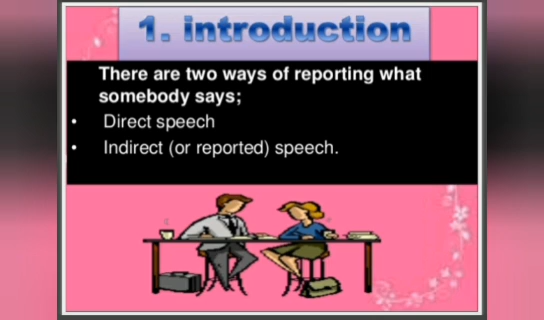 1. introduction
There are two ways of reporting what
somebody says;
• Direct speech
• Indirect (or reported) speech.